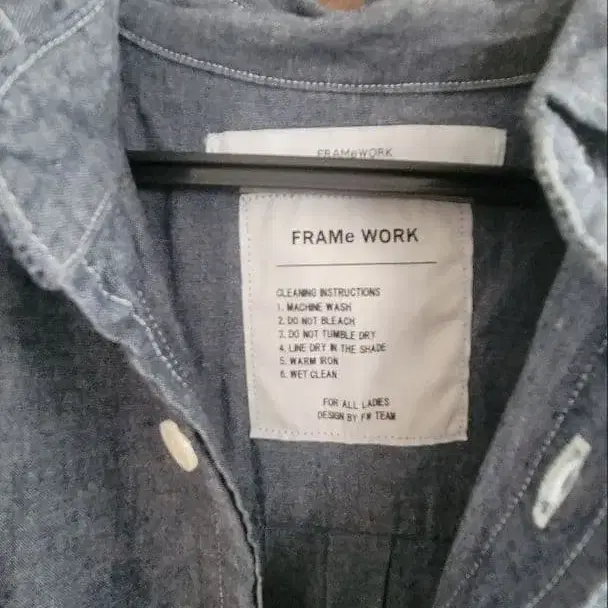 FRAMeWORK
FRAMe WORK
CLEANING INSTRUCTIONS
1. MACHINE WASH
2. DO NOT BLEACH
3. DO NOT TUMBLE DRY
4. LINE DRY IN THE SHADE
5. WARM IRON
6. WET CLEAN
FOR ALL LADIES
DESIGN BY FW TEAM